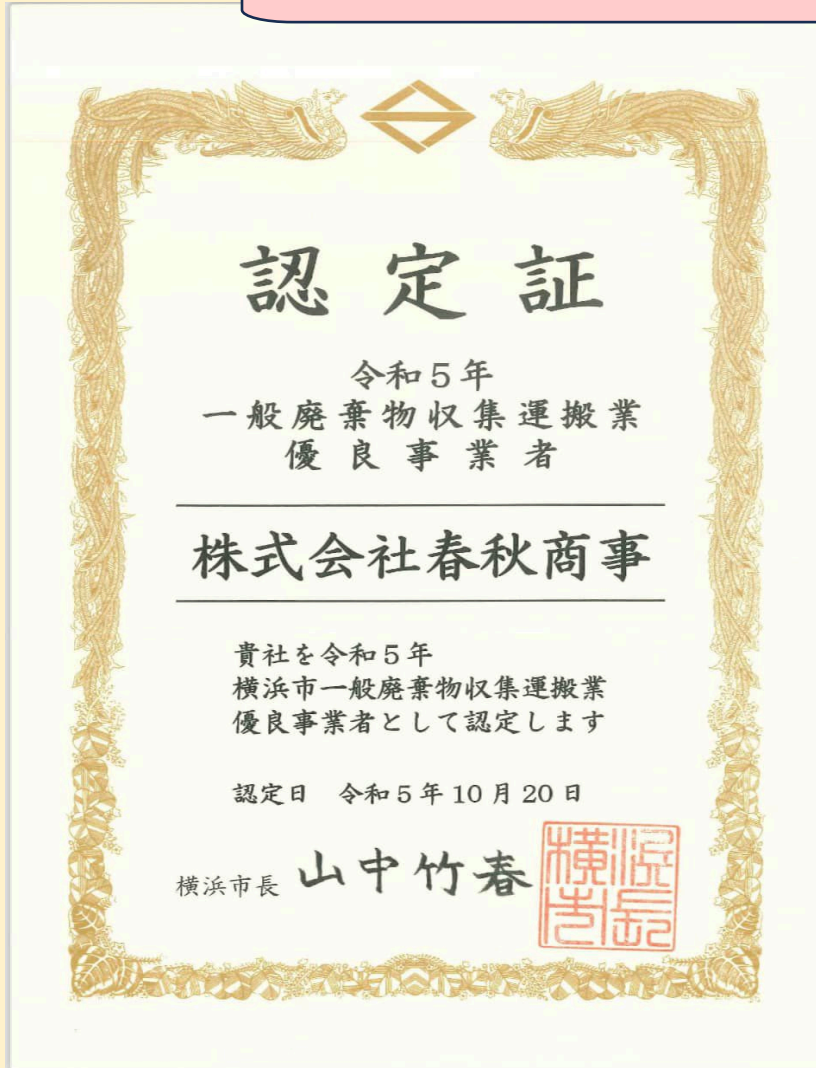 認定証
令和5年
一般廃棄物収集運搬業
優良事業者
株式会社春秋商事
貴社を令和5年
横浜市一般廃棄物収集運搬業
優良事業者として認定します
認定日 令和5年10月20日
横浜市長 山中竹春
横浜市長